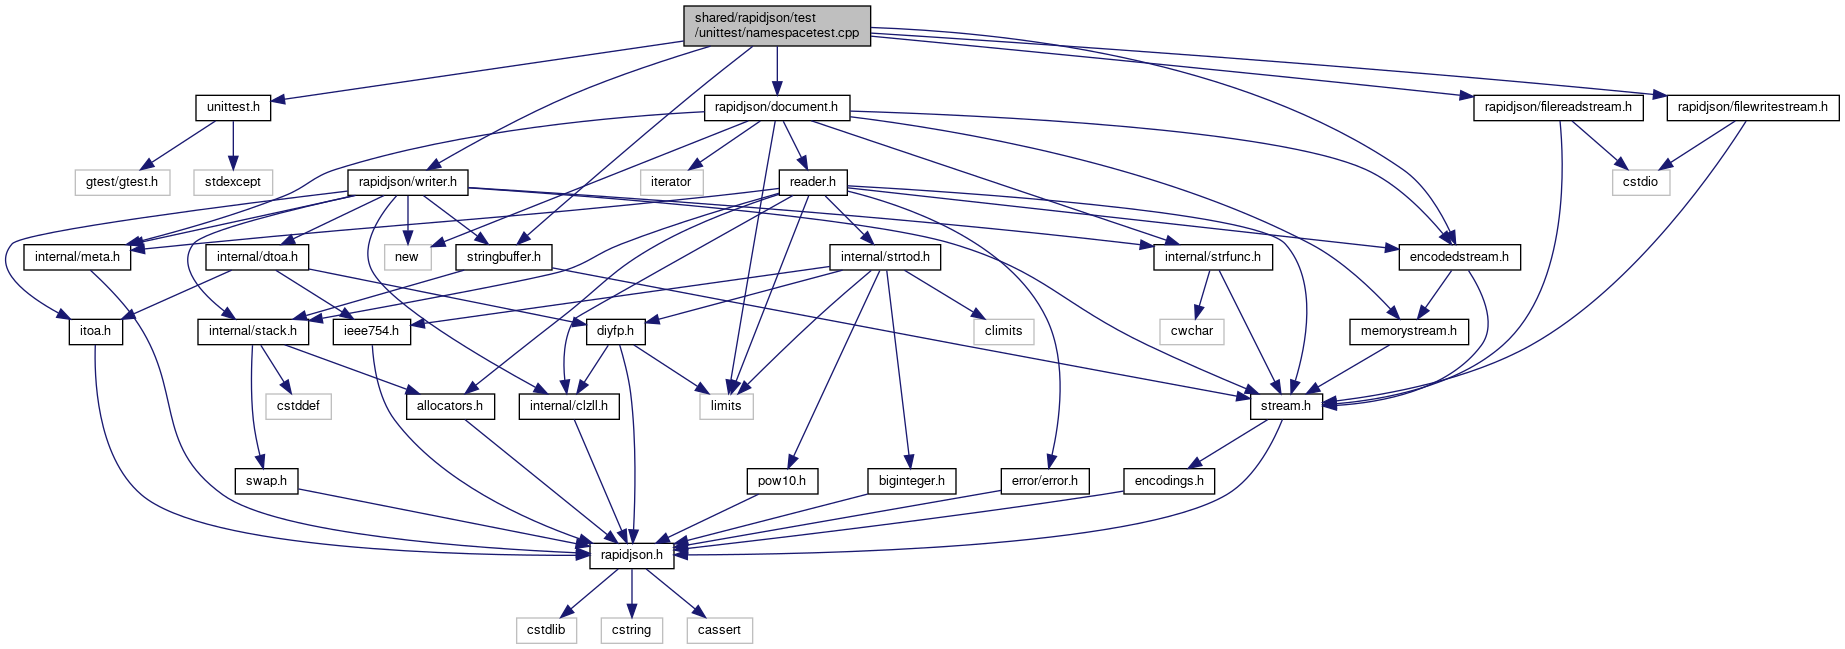 shared/rapidjson/test
/unittest/namespacetest.cpp
unittest.h
rapidjson/document.h
rapidjson/filereadstream.h
rapidjson/filewritestream.h
gtest/gtest.h
stdexcept
rapidjson/writer.h
iterator
reader.h
cstdio
internal/meta.h
internal/dtoa.h
new
stringbuffer.h
internal/strtod.h
internal/strfunc.h
encodedstream.h
itoa.h
internal/stack.h
ieee754.h
diyfp.h
climits
cwchar
memorystream.h
cstddef
allocators.h
internal/clzll.h
limits
stream.h
swap.h
pow10.h
biginteger.h
error/error.h
encodings.h
rapidjson.h
cstdlib
cstring
cassert